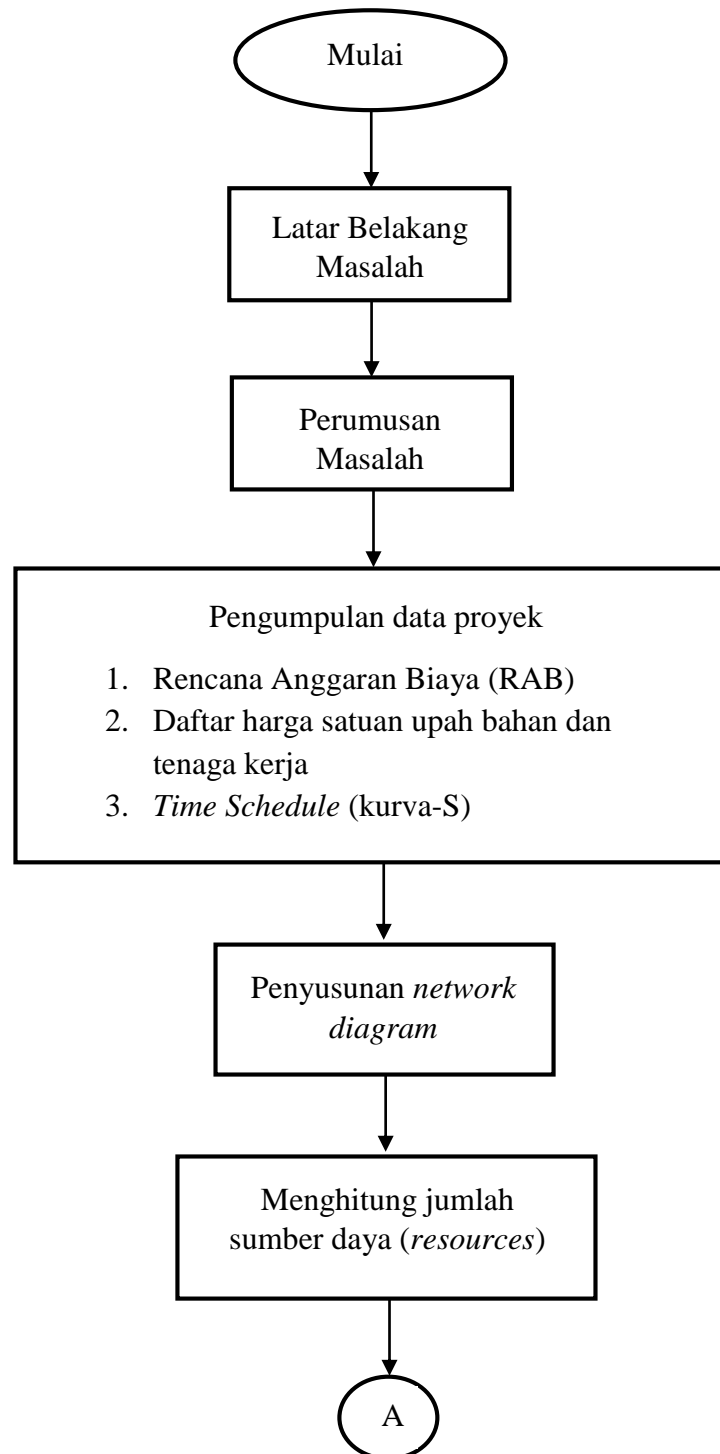 Mulai
Latar Belakang
Masalah
Perumusan
Masalah
Pengumpulan data proyek
1. Rencana Anggaran Biaya (RAB)
2. Daftar harga satuan upah bahan dan
tenaga kerja
3. Time Schedule (kurva-S)
Penyusunan network
diagram
Menghitung jumlah
sumber daya (resources)
A